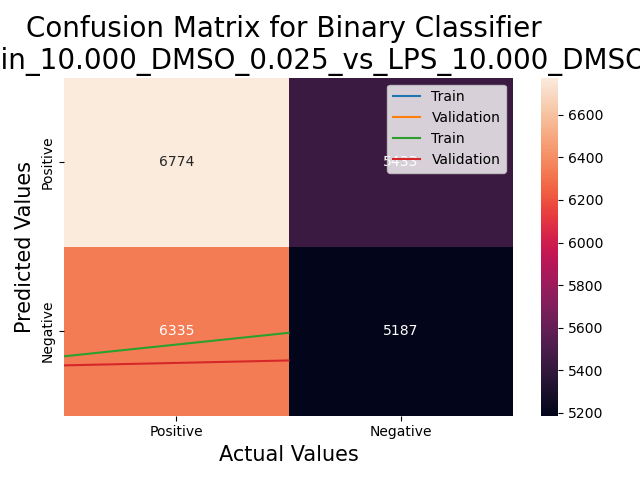 Confusion Matrix for Binary Classifier
in_10.000_DMSO_0.025_vs_LPS_10.000_DMSO
Train
Validation
Train
Validation
6774
6335
5187
Positive
Negative
Predicted Values
Positive
Negative
Actual Values
6600
6400
6200
6000
5800
5600
5400
5200